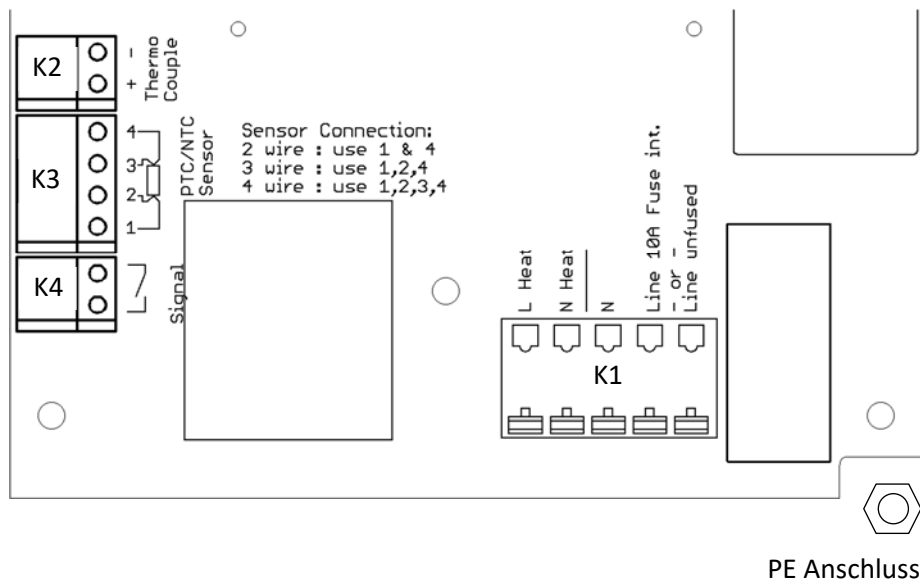 K2
-
+
Thermo
Couple
K3
4
3
2
1
PTC/NTC
Sensor
Sensor Connection:
2 wire : use 1 & 4
3 wire : use 1,2,4
4 wire : use 1,2,3,4
K4
Signal
L Heat
N Heat
N
Line 10A Fuse int.
- or -
Line unfused
K1
PE Anschluss